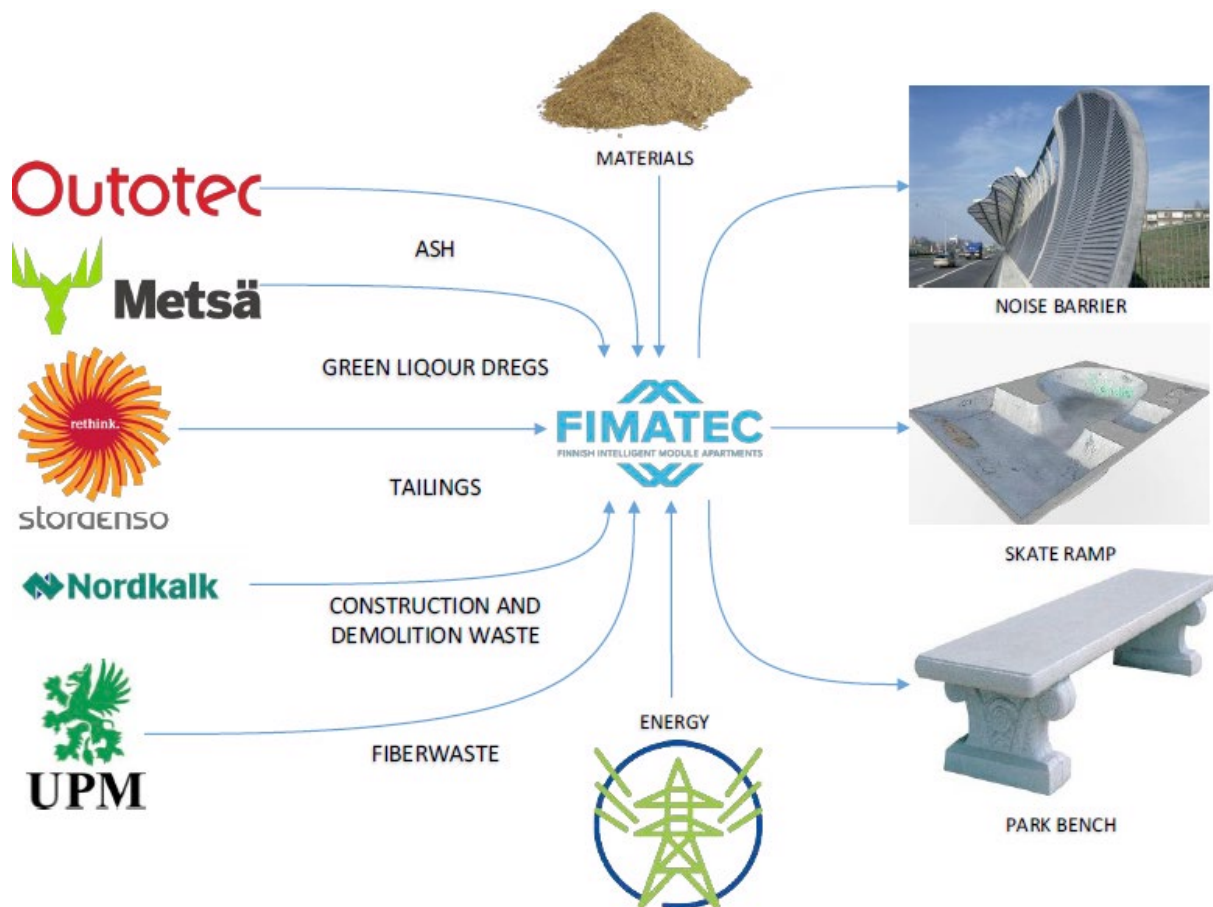 MATERIALS
Outotec
ASH
Metsä
NOISE BARRIER
GREEN LIQOUR DREGS
rethink.
storaenso
FIMATEC
FINNISH INTELLIGENT MODULE APARTMENTS
TAILINGS
SKATE RAMP
Nordkalk
CONSTRUCTION AND
DEMOLITION WASTE
ENERGY
FIBERWASTE
UPM
PARK BENCH